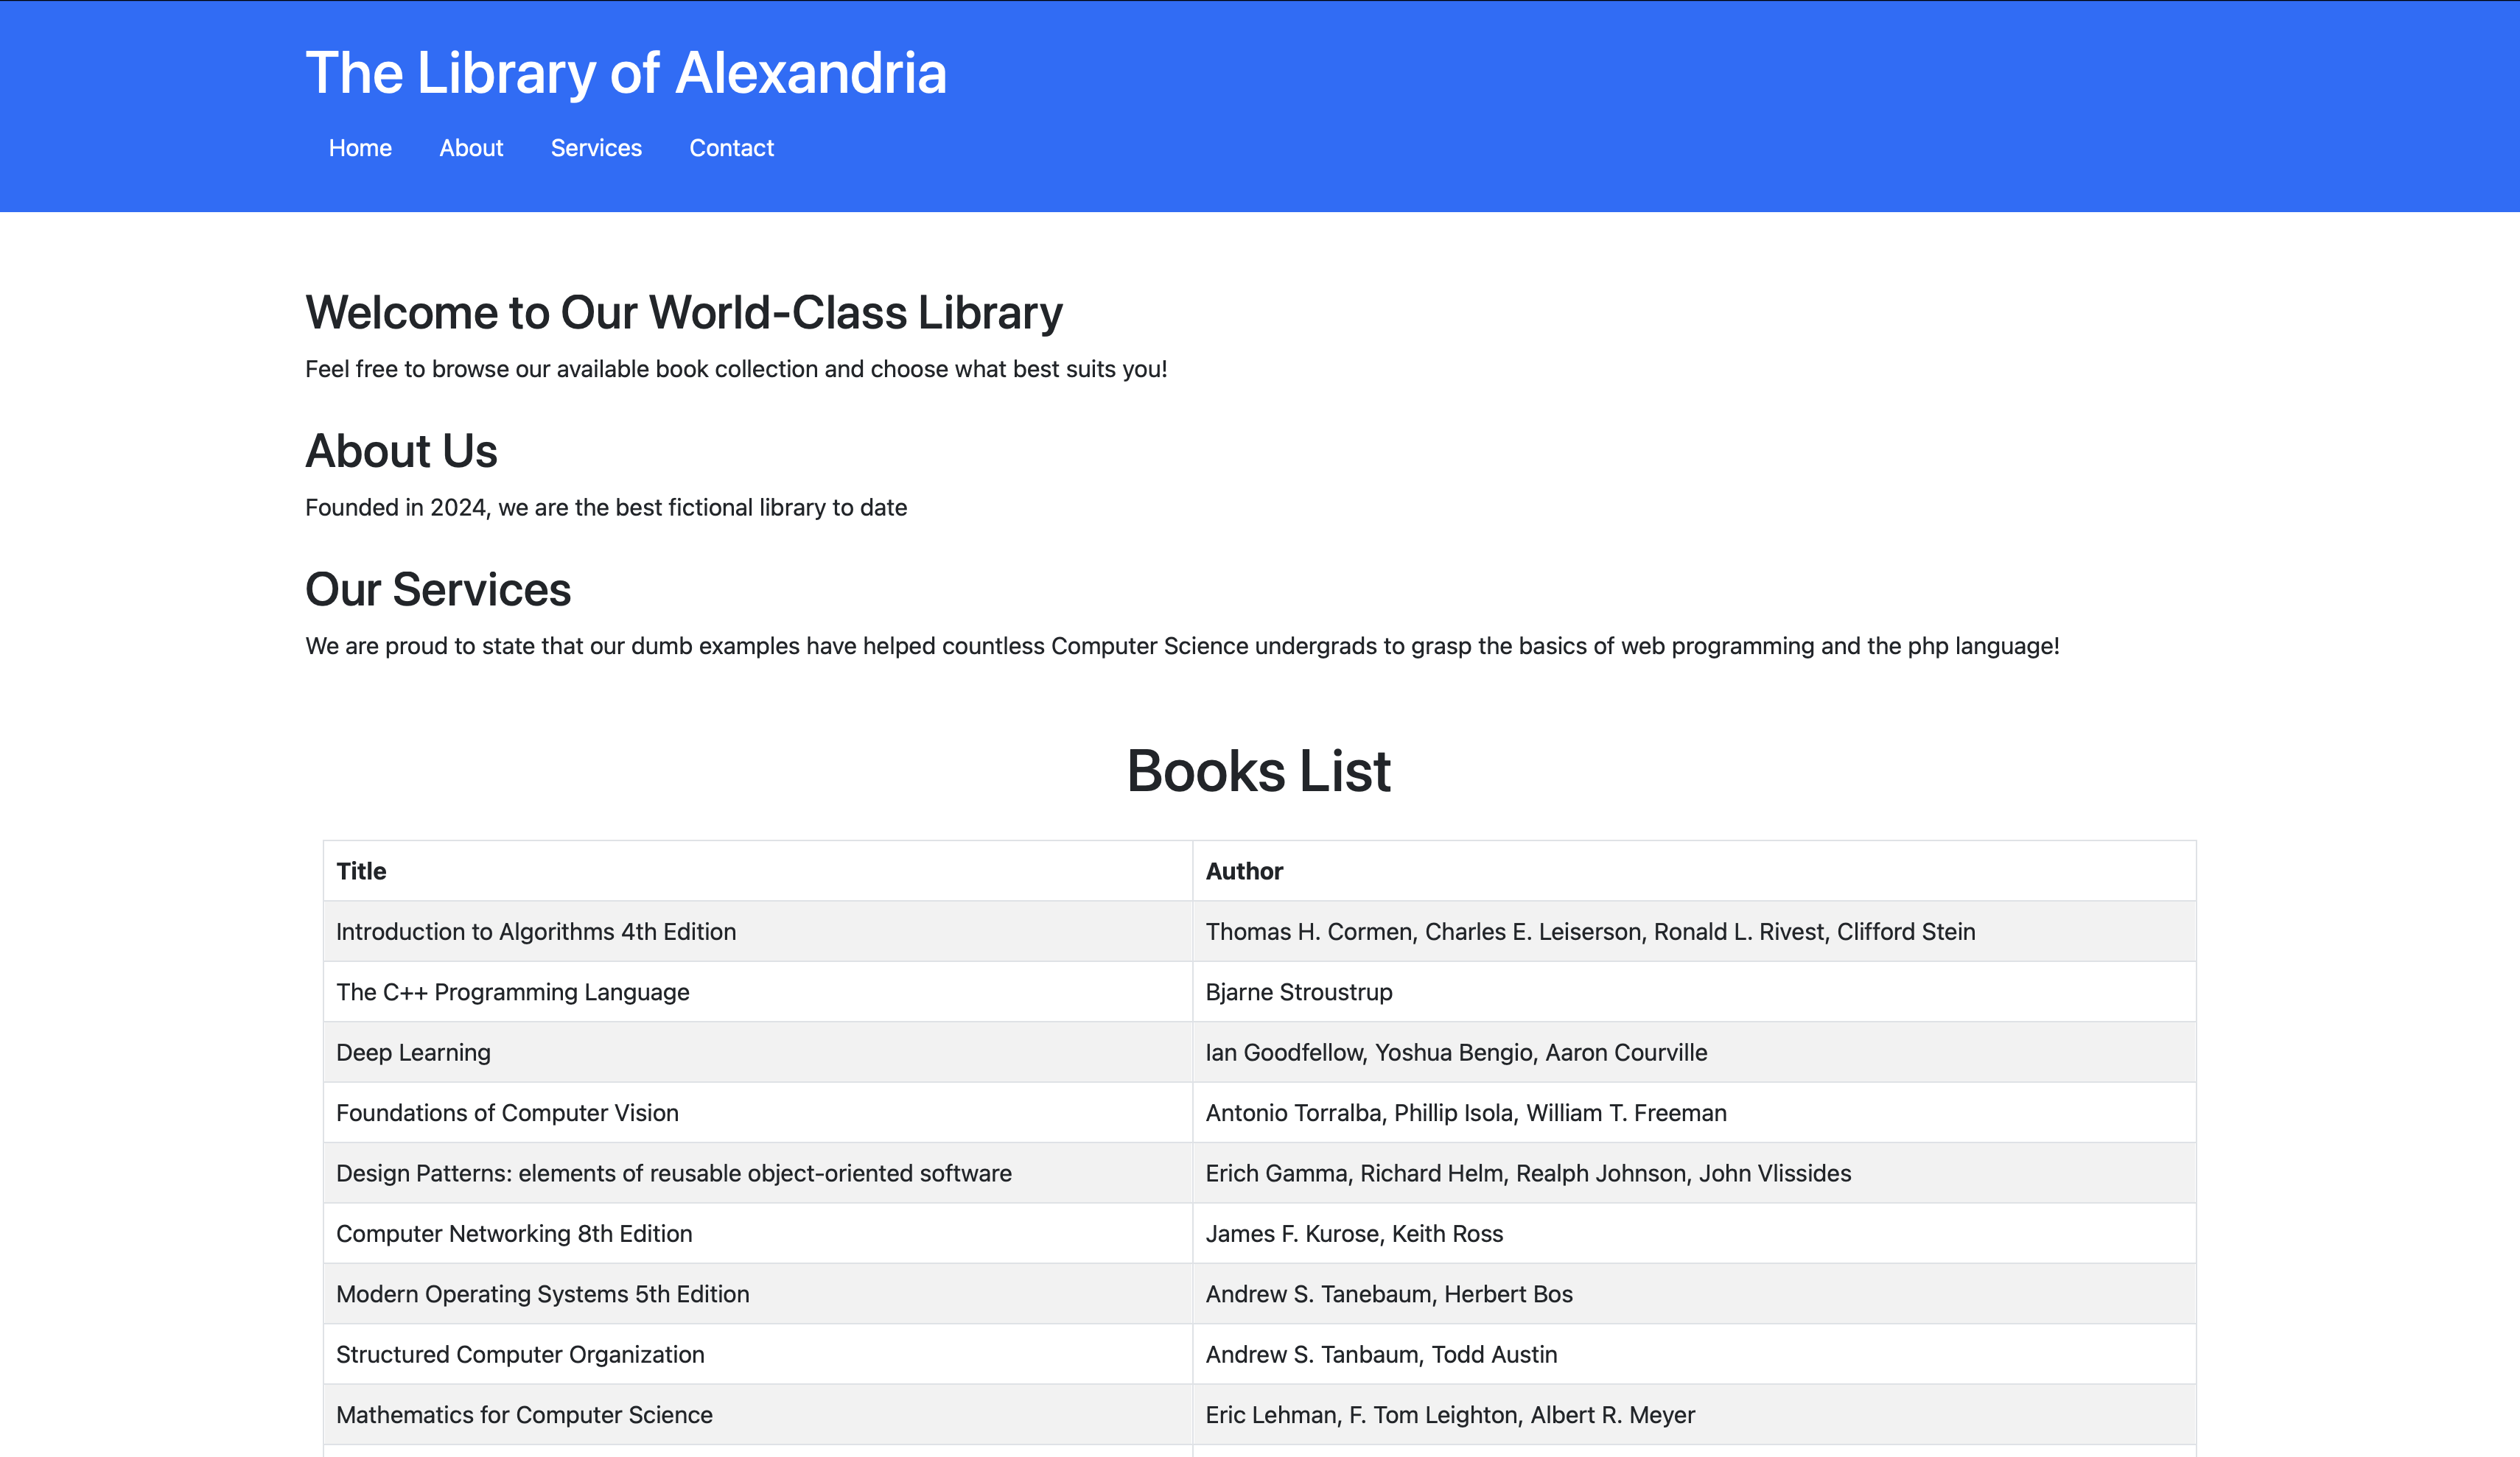 The Library of Alexandria
Home About Services Contact
Welcome to Our World-Class Library
Feel free to browse our available book collection and choose what best suits you!
About Us
Founded in 2024, we are the best fictional library to date
Our Services
We are proud to state that our dumb examples have helped countless Computer Science undergrads to grasp the basics of web programming and the php language!
Books List
Title Author
Introduction to Algorithms 4th Edition Thomas H. Cormen, Charles E. Leiserson, Ronald L. Rivest, Clifford Stein
The C++ Programming Language Bjarne Stroustrup
Deep Learning Ian Goodfellow, Yoshua Bengio, Aaron Courville
Foundations of Computer Vision Antonio Torralba, Phillip Isola, William T. Freeman
Design Patterns: elements of reusable object-oriented software Erich Gamma, Richard Helm, Realph Johnson, John Vlissides
Computer Networking 8th Edition James F. Kurose, Keith Ross
Modern Operating Systems 5th Edition Andrew S. Tanebaum, Herbert Bos
Structured Computer Organization Andrew S. Tanbaum, Todd Austin
Mathematics for Computer Science Eric Lehman, F. Tom Leighton, Albert R. Meyer